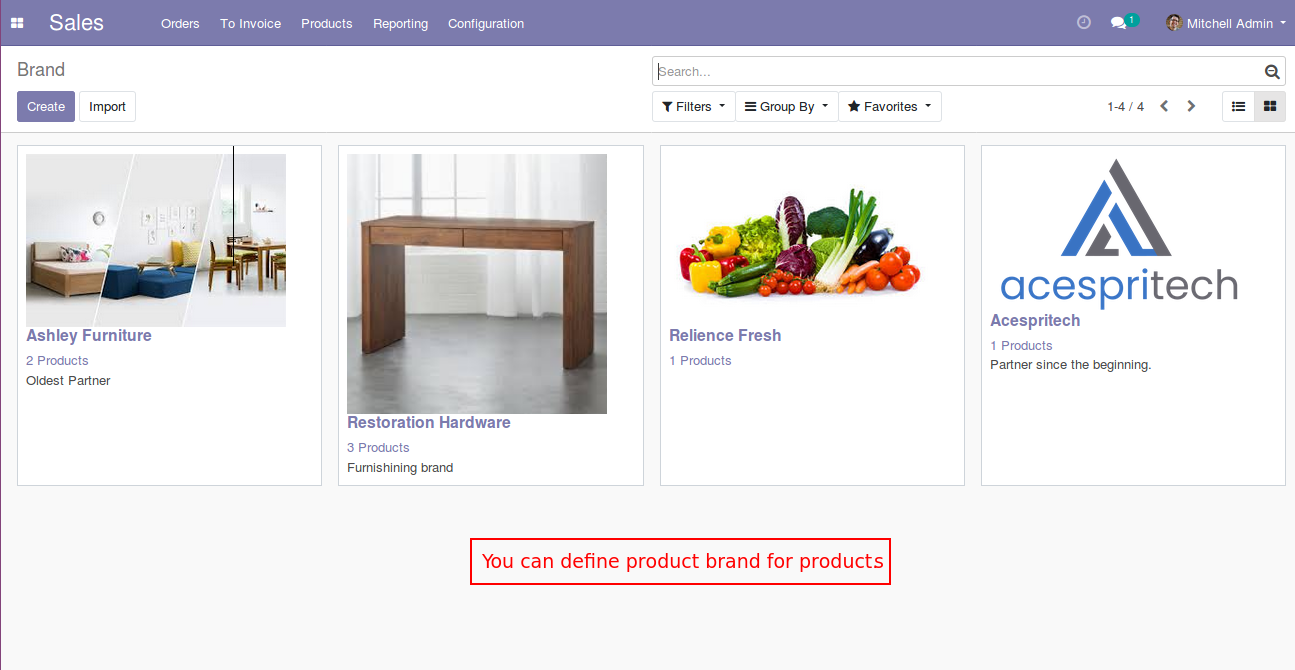 Sales Orders To Invoice Products Reporting Configuration 1 Mitchell Admin
Brand
Search...
Create Import
Filters Group By Favorites 1-4 / 4
Ashley Furniture
2 Products
Oldest Partner
Restoration Hardware
3 Products
Furnishining brand
Relience Fresh
1 Products
acespritech
Acespritech
1 Products
Partner since the beginning.
You can define product brand for products